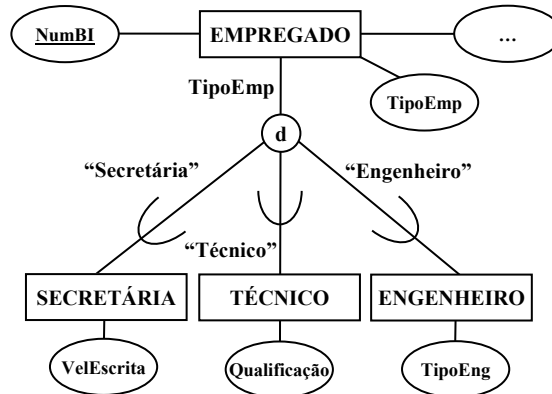 NumBI
EMPREGADO
…
TipoEmp
TipoEmp
d
“Secretária”
“Engenheiro”
“Técnico”
SECRETÁRIA
TÉCNICO
ENGENHEIRO
VelEscrita
Qualificação
TipoEng